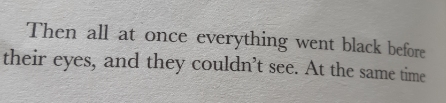 Then all at once everything went black before
their eyes, and they couldn't see. At the same time